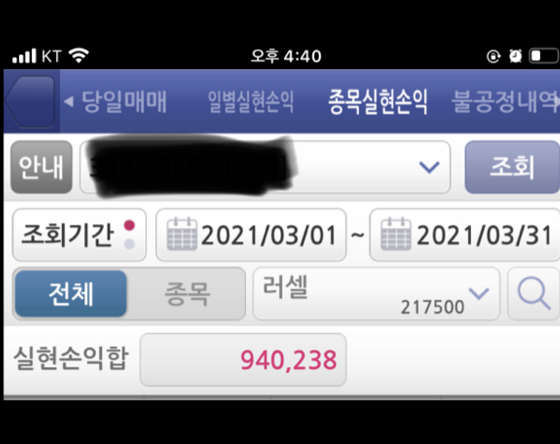 KT 오후 4:40
당일매매 일별실현손익 종목실현손익 불공정내역
안내 조회
조회기간 2021/03/01 ~ 2021/03/31
전체 종목 러셀 217500
실현손익합 940,238